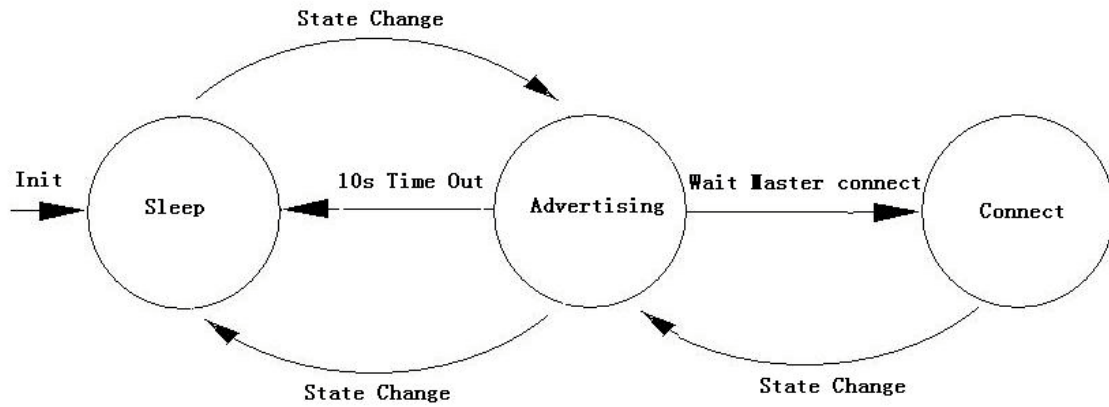 State Change
Init
Sleep
10s Time Out
Advertising
Wait Master connect
Connect
State Change
State Change